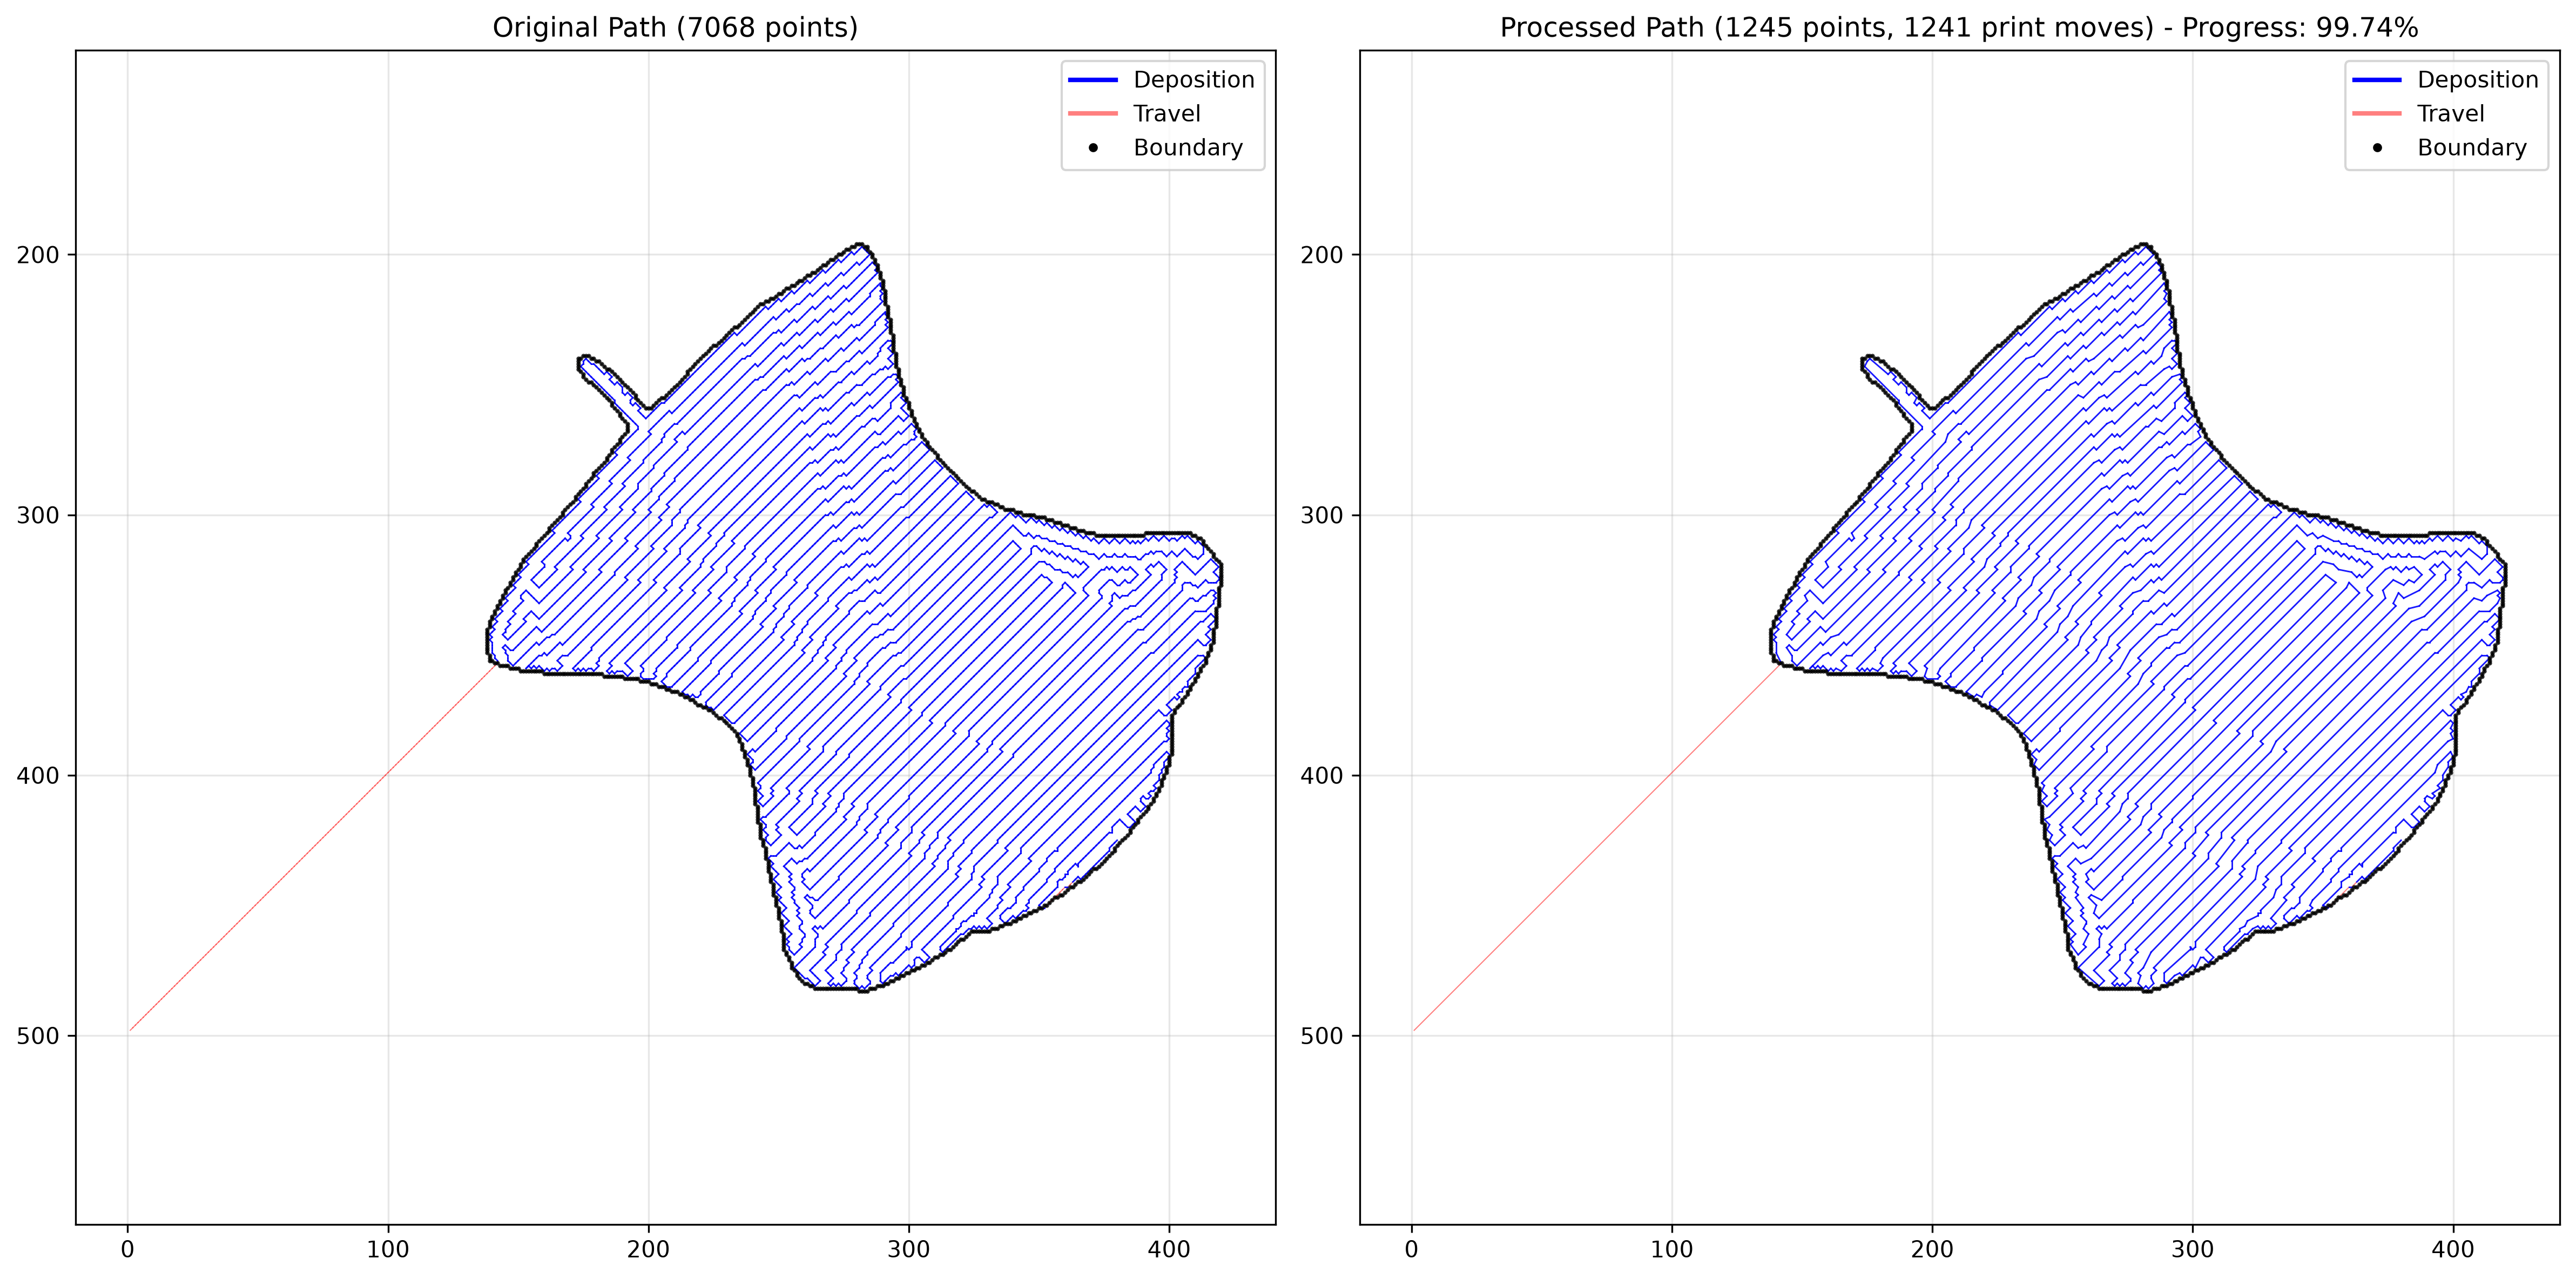 Original Path (7068 points)
Deposition
Travel
Boundary
200
300
400
500
0
100
200
300
400
Processed Path (1245 points, 1241 print moves) - Progress: 99.74%
Deposition
Travel
Boundary
200
300
400
500
0
100
200
300
400